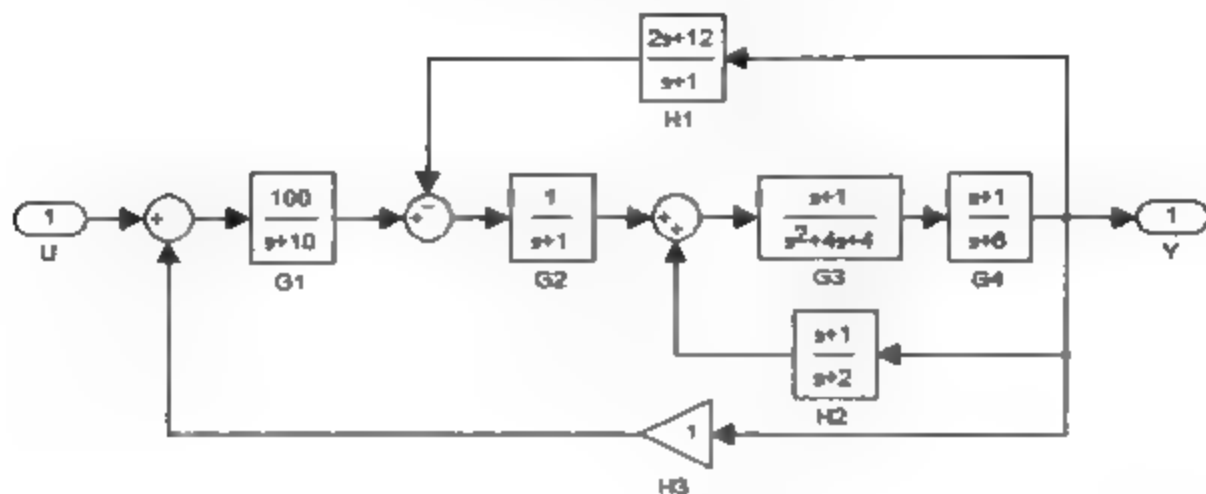 2s+12
s+1
H1
1
U
+
100
s+10
G1
+ -
1
s+1
G2
+
+
s+1
s²+4s+4
G3
s+1
s+6
G4
1
Y
s+1
s+2
H2
1
H3